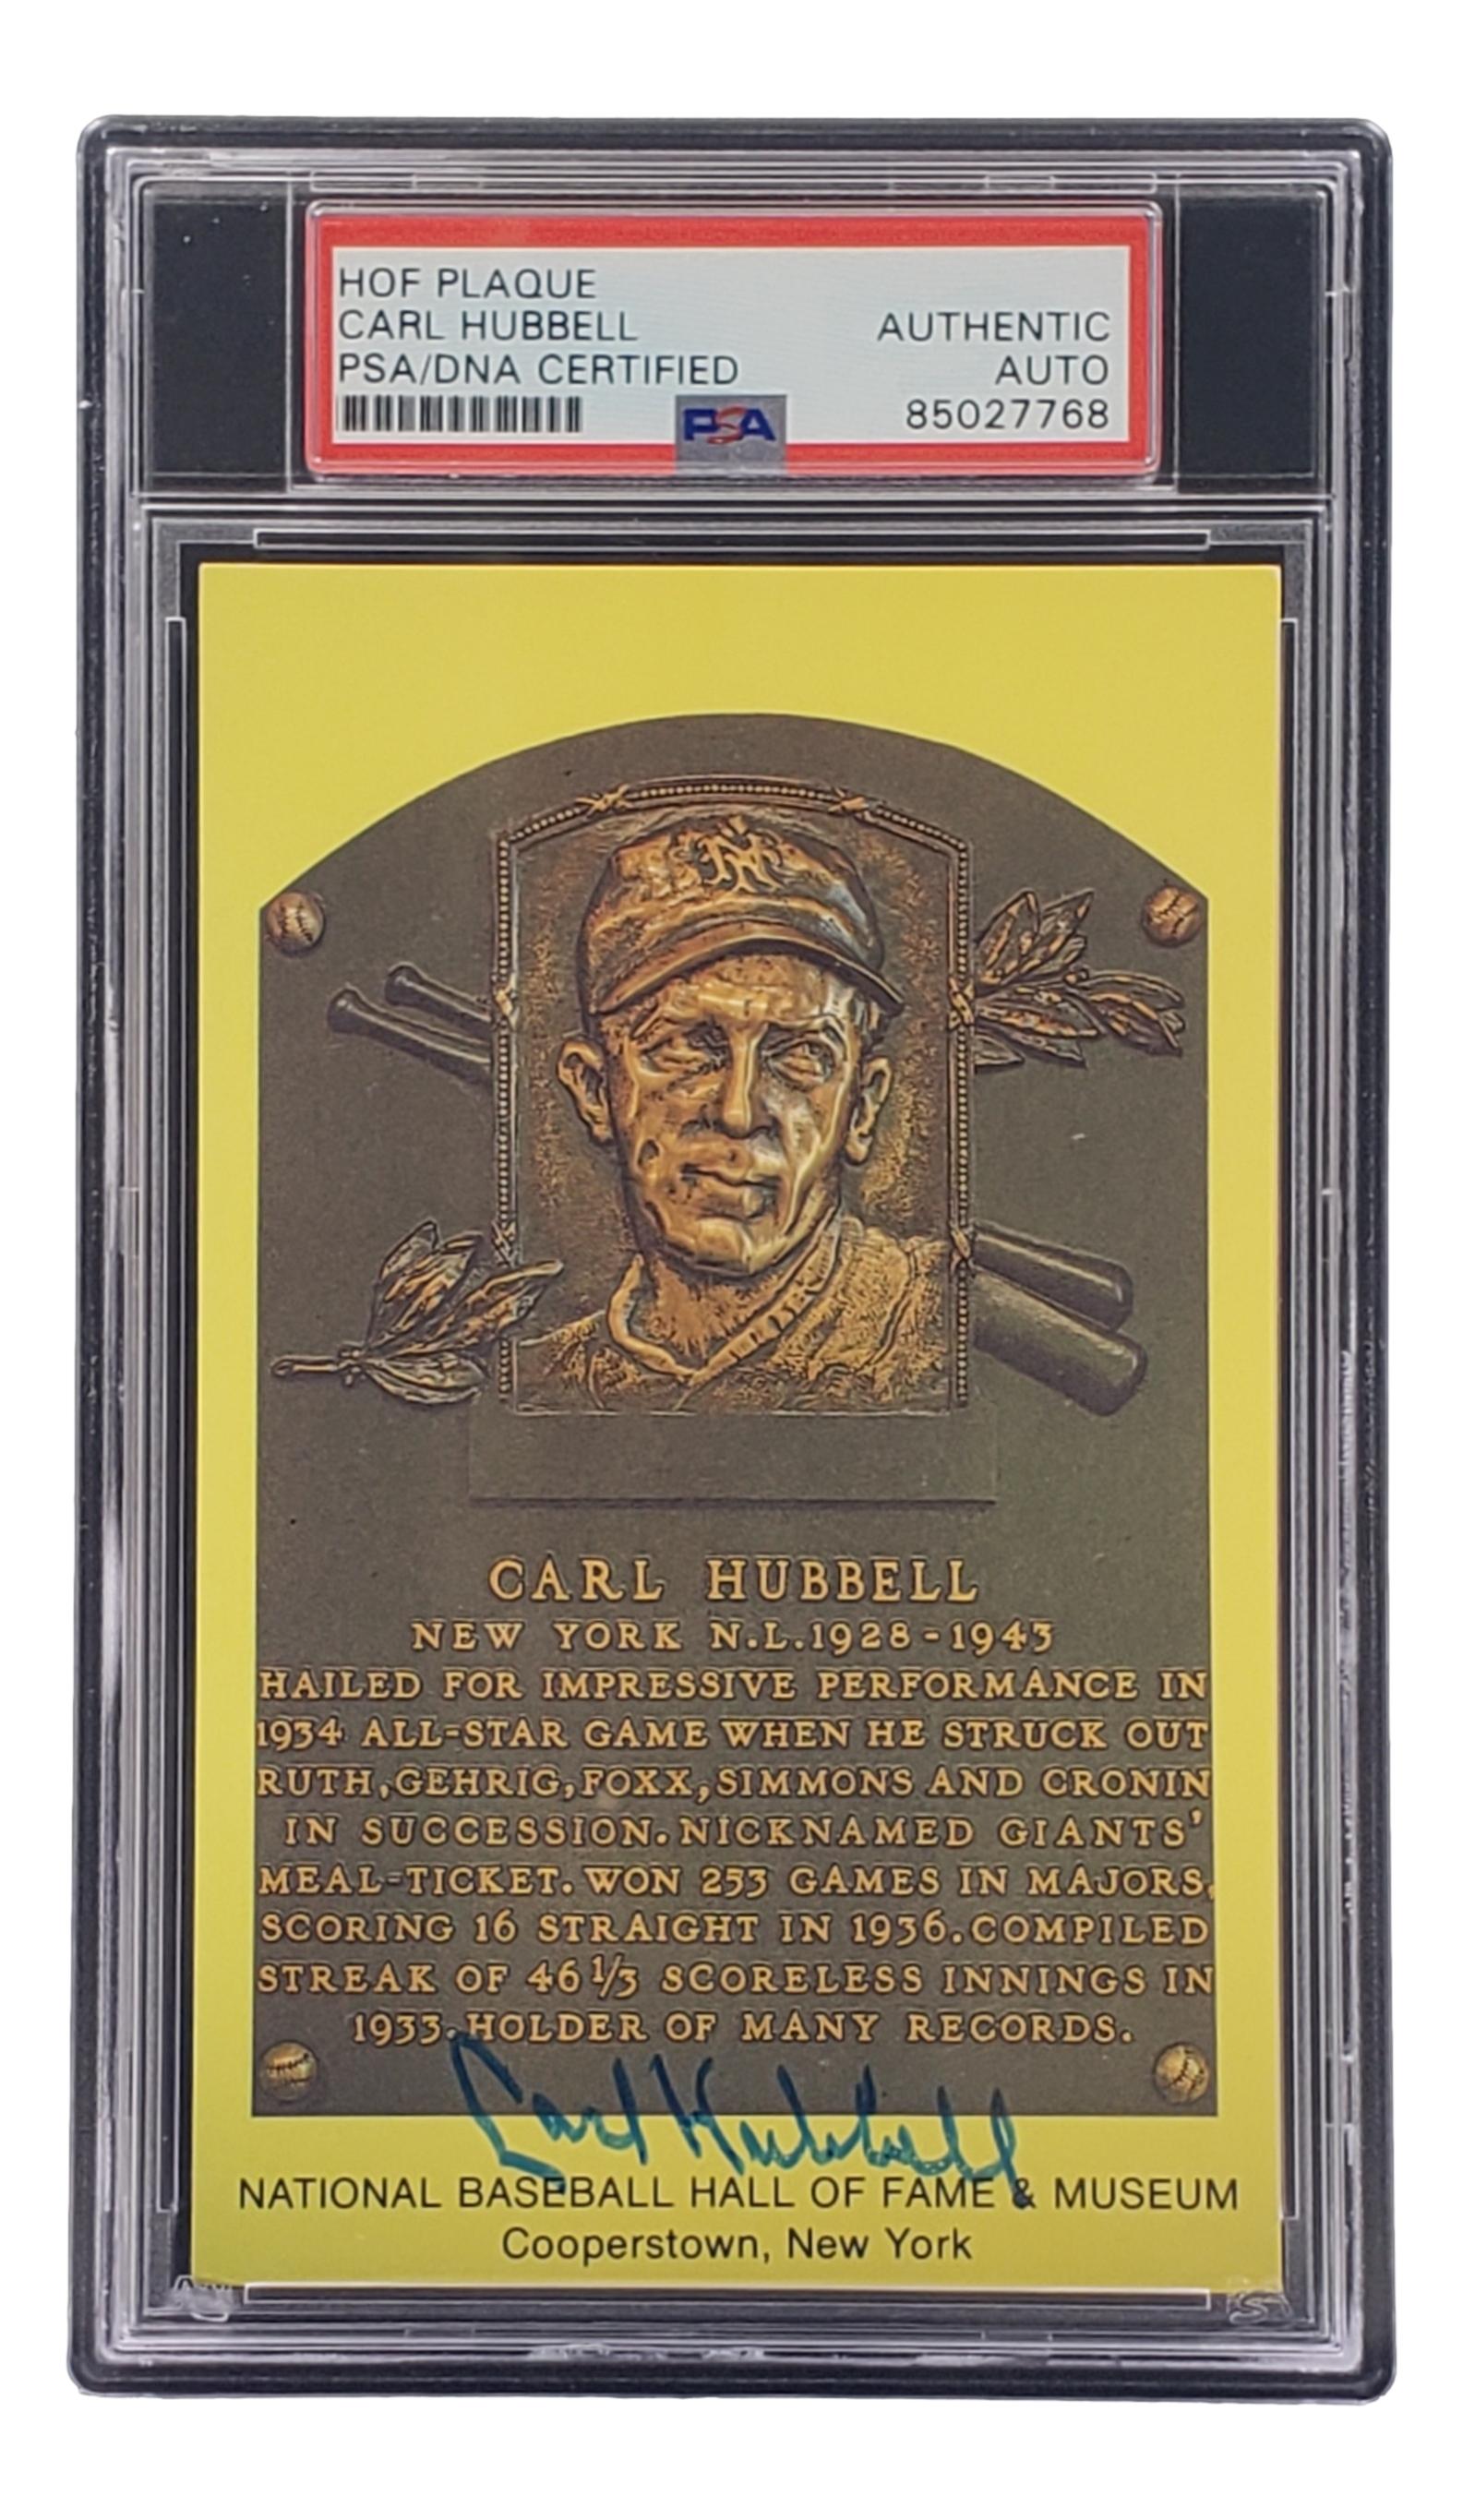 HOF PLAQUE
CARL HUBBELL
PSA/DNA CERTIFIED
AUTHENTIC
AUTO
85027768
PSA
NY
CARL HUBBELL
NEW YORK N.L. 1928-1943
HAILED FOR IMPRESSIVE PERFORMANCE IN
1934 ALL-STAR GAME WHEN HE STRUCK OUT
RUTH, GEHRIG, FOXX, SIMMONS AND CRONIN
IN SUCCESSION. NICKNAMED GIANTS'
MEAL-TICKET. WON 253 GAMES IN MAJORS,
SCORING 16 STRAIGHT IN 1936. COMPILED
STREAK OF 46 1/3 SCORELESS INNINGS IN
1933. HOLDER OF MANY RECORDS.
Carl Hubbell
NATIONAL BASEBALL HALL OF FAME & MUSEUM
Cooperstown, New York